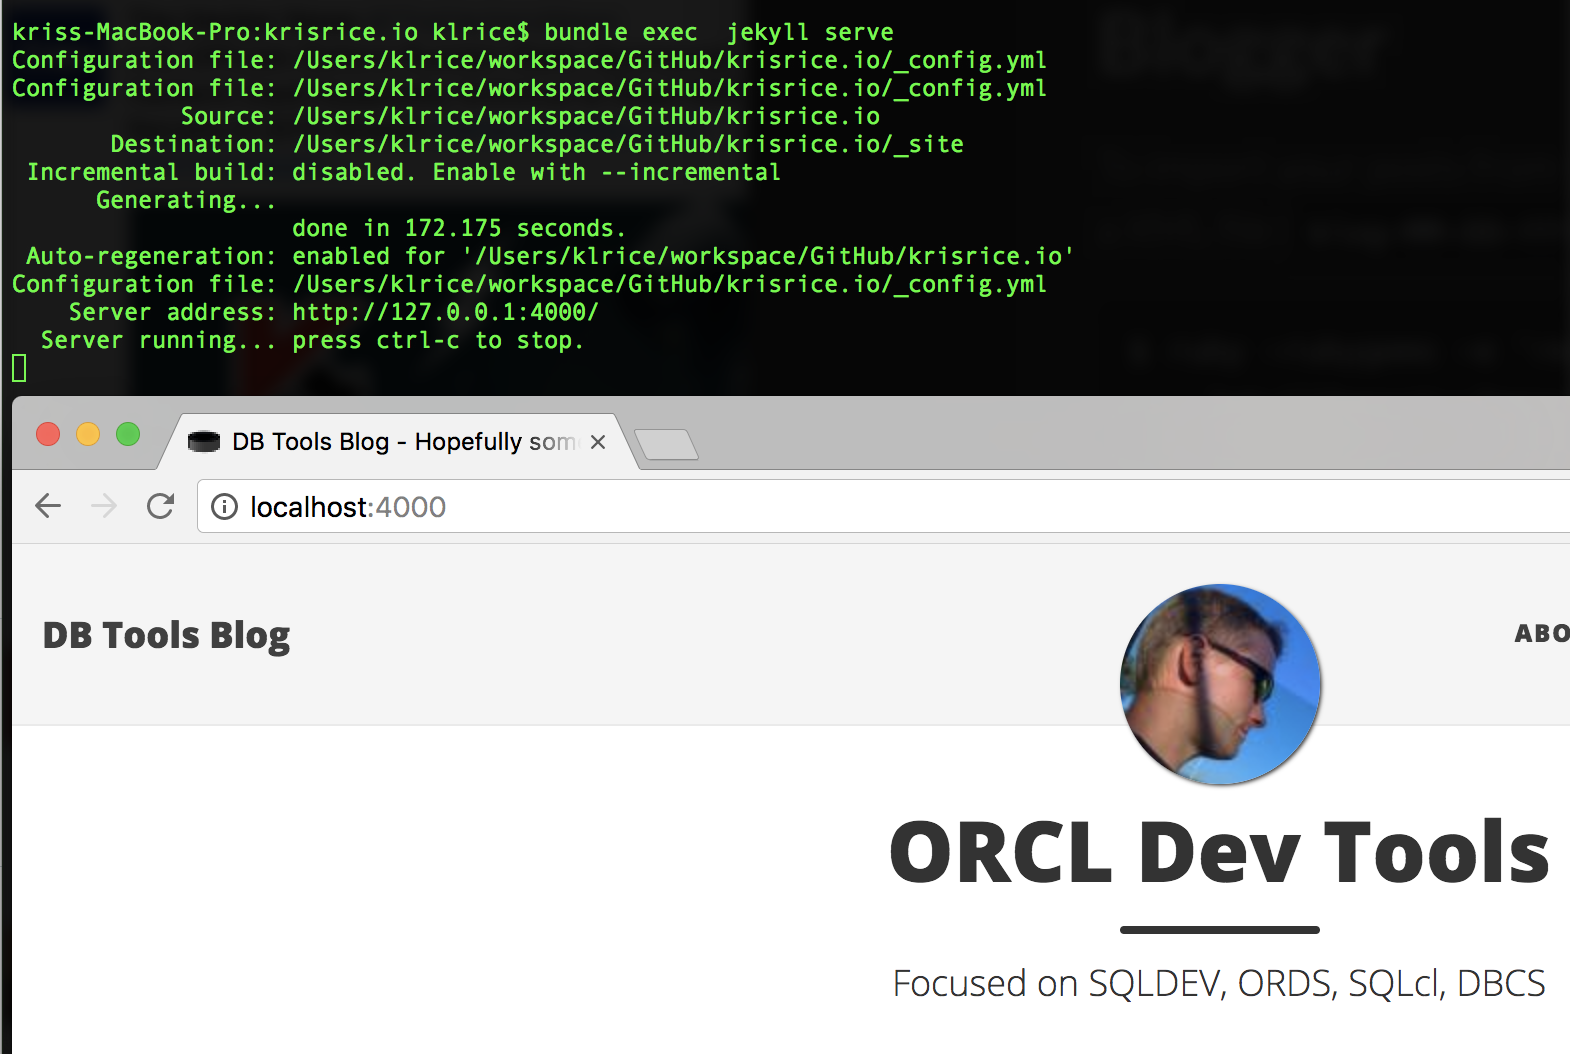 kriss-MacBook-Pro:krisrice.io klrice$ bundle exec  jekyll serve
Configuration file: /Users/klrice/workspace/GitHub/krisrice.io/_config.yml
Configuration file: /Users/klrice/workspace/GitHub/krisrice.io/_config.yml
Source: /Users/klrice/workspace/GitHub/krisrice.io
Destination: /Users/klrice/workspace/GitHub/krisrice.io/_site
Incremental build: disabled. Enable with --incremental
Generating...
done in 172.175 seconds.
Auto-regeneration: enabled for '/Users/klrice/workspace/GitHub/krisrice.io'
Configuration file: /Users/klrice/workspace/GitHub/krisrice.io/_config.yml
Server address: http://127.0.0.1:4000/
Server running... press ctrl-c to stop.
Blogger
DB Tools Blog - Hopefully som
localhost:4000
DB Tools Blog
ABO
ORCL Dev Tools
Focused on SQLDEV, ORDS, SQLcl, DBCS